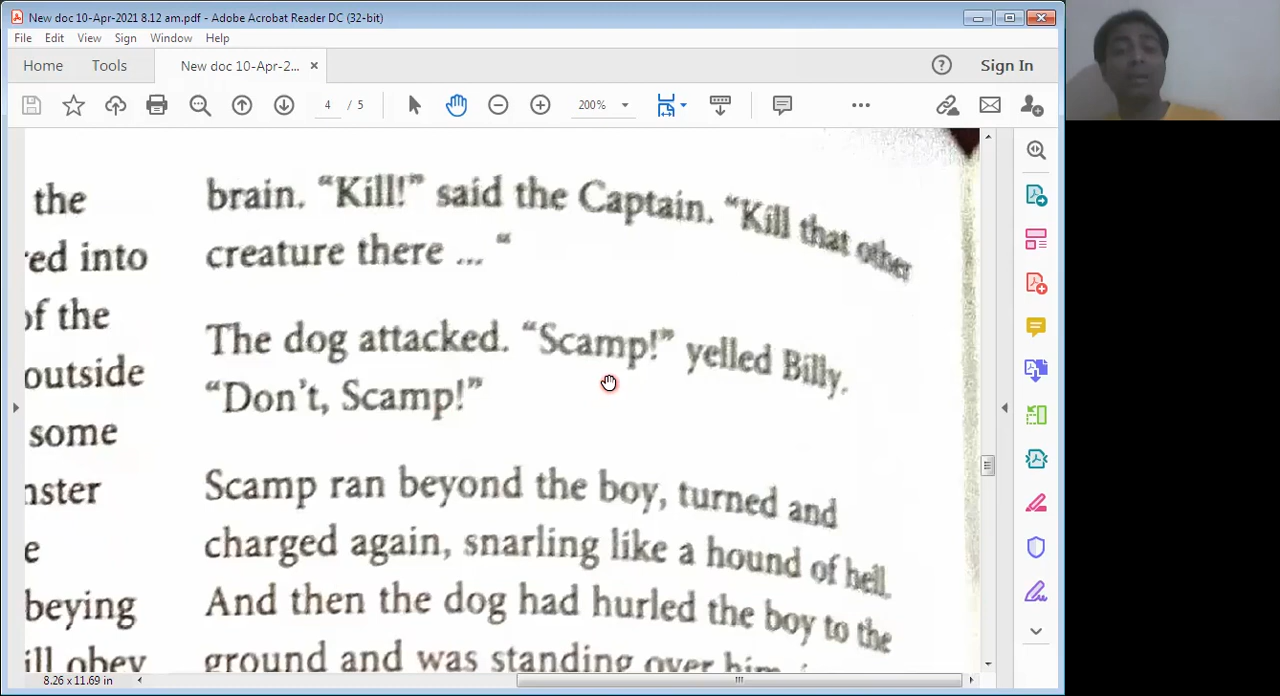 New doc 10-Apr-2021 8.12 am.pdf - Adobe Acrobat Reader DC (32-bit)
File Edit View Sign Window Help
Home Tools New doc 10-Apr-2... ×
Sign In
4 / 5 200%
the
red into
of the
outside
some
nster
e
beying
ill obey
brain. “Kill!” said the Captain. “Kill that other
creature there ... “
The dog attacked. “Scamp!” yelled Billy.
“Don’t, Scamp!”
Scamp ran beyond the boy, turned and
charged again, snarling like a hound of hell.
And then the dog had hurled the boy to the
ground and was standing over him
8.26 x 11.69 in